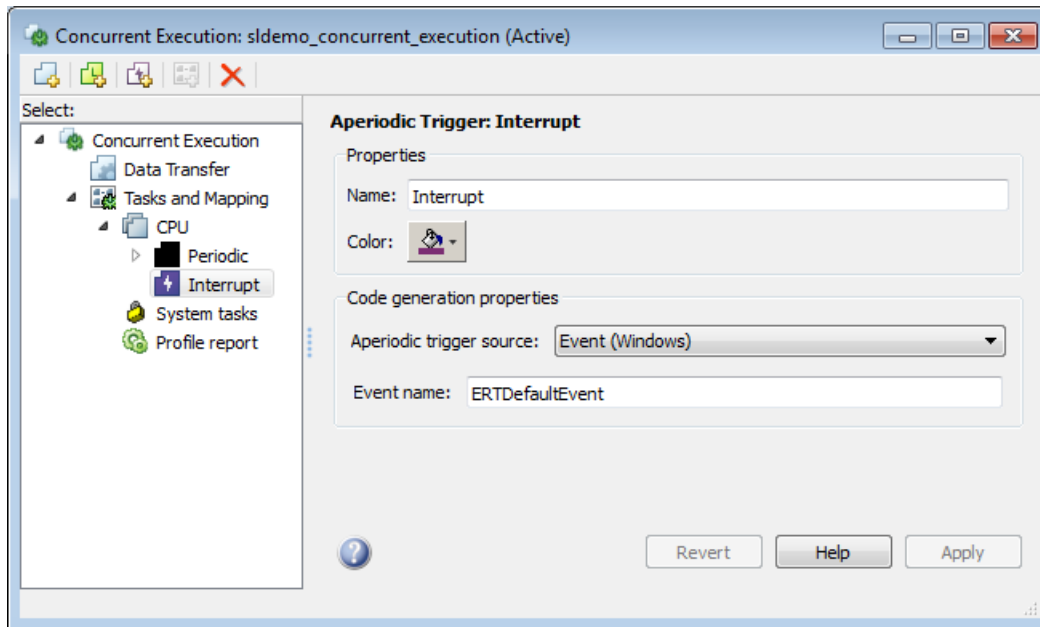 Concurrent Execution: sldemo_concurrent_execution (Active)
Select:
Concurrent Execution
Data Transfer
Tasks and Mapping
CPU
Periodic
Interrupt
System tasks
Profile report
Aperiodic Trigger: Interrupt
Properties
Name: Interrupt
Color:
Code generation properties
Aperiodic trigger source: Event (Windows)
Event name: ERTDefaultEvent
Revert Help Apply